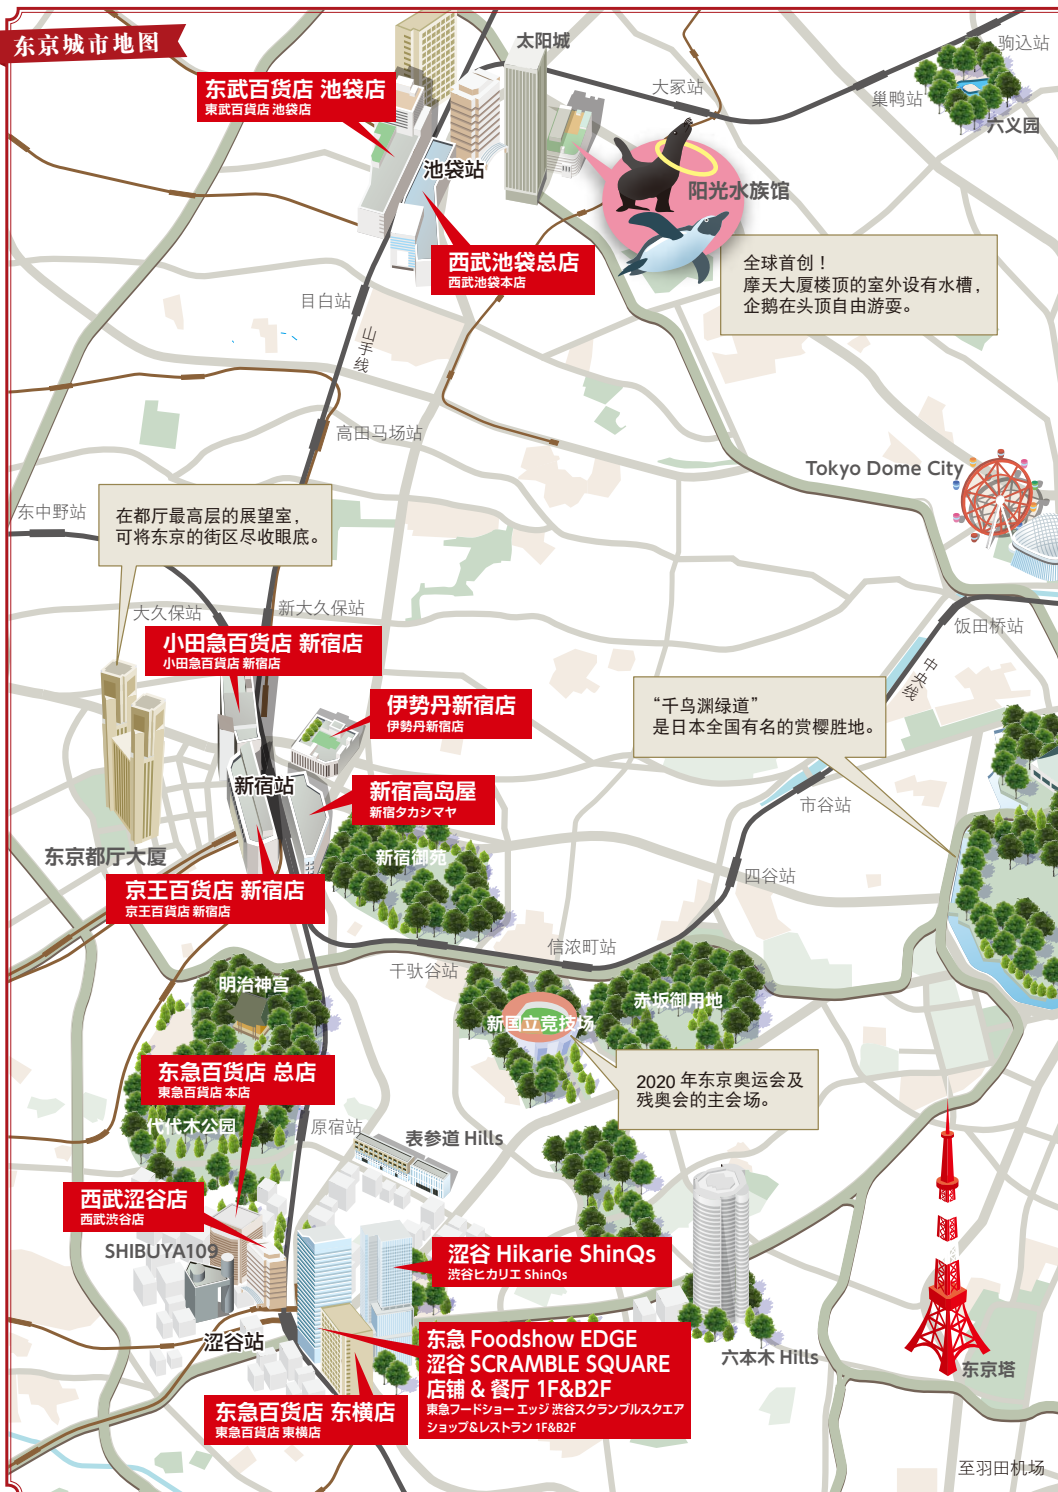 东京城市地图
太阳城
驹込站
大冢站
巢鸭站
六义园
东武百货店 池袋店
東武百貨店 池袋店
池袋站
阳光水族馆
西武池袋总店
西武池袋本店
全球首创！
摩天大厦楼顶的室外设有水槽，
企鹅在头顶自由游耍。
目白站
山手线
高田马场站
Tokyo Dome City
东中野站
在都厅最高层的展望室，
可将东京的街区尽收眼底。
大久保站
新大久保站
饭田桥站
小田急百货店 新宿店
小田急百貨店 新宿店
中央线
伊势丹新宿店
伊勢丹新宿店
“千鸟渊绿道”
是日本全国有名的赏樱胜地。
新宿站
新宿高岛屋
新宿タカシマヤ
市谷站
东京都厅大厦
新宿御苑
四谷站
京王百货店 新宿店
京王百貨店 新宿店
信浓町站
千驮谷站
明治神宫
赤坂御用地
新国立竞技场
东急百货店 总店
東急百貨店 本店
2020 年东京奥运会及
残奥会的主会场。
代代木公园
原宿站
表参道 Hills
西武涩谷店
西武渋谷店
SHIBUYA109
涩谷 Hikarie ShinQs
渋谷ヒカリエ ShinQs
涩谷站
东急 Foodshow EDGE
涩谷 SCRAMBLE SQUARE
店铺 & 餐厅 1F&B2F
東急フードショー エッジ 渋谷スクランブルスクエア
ショップ&レストラン 1F&B2F
六本木 Hills
东京塔
东急百货店 东横店
東急百貨店 東横店
至羽田机场